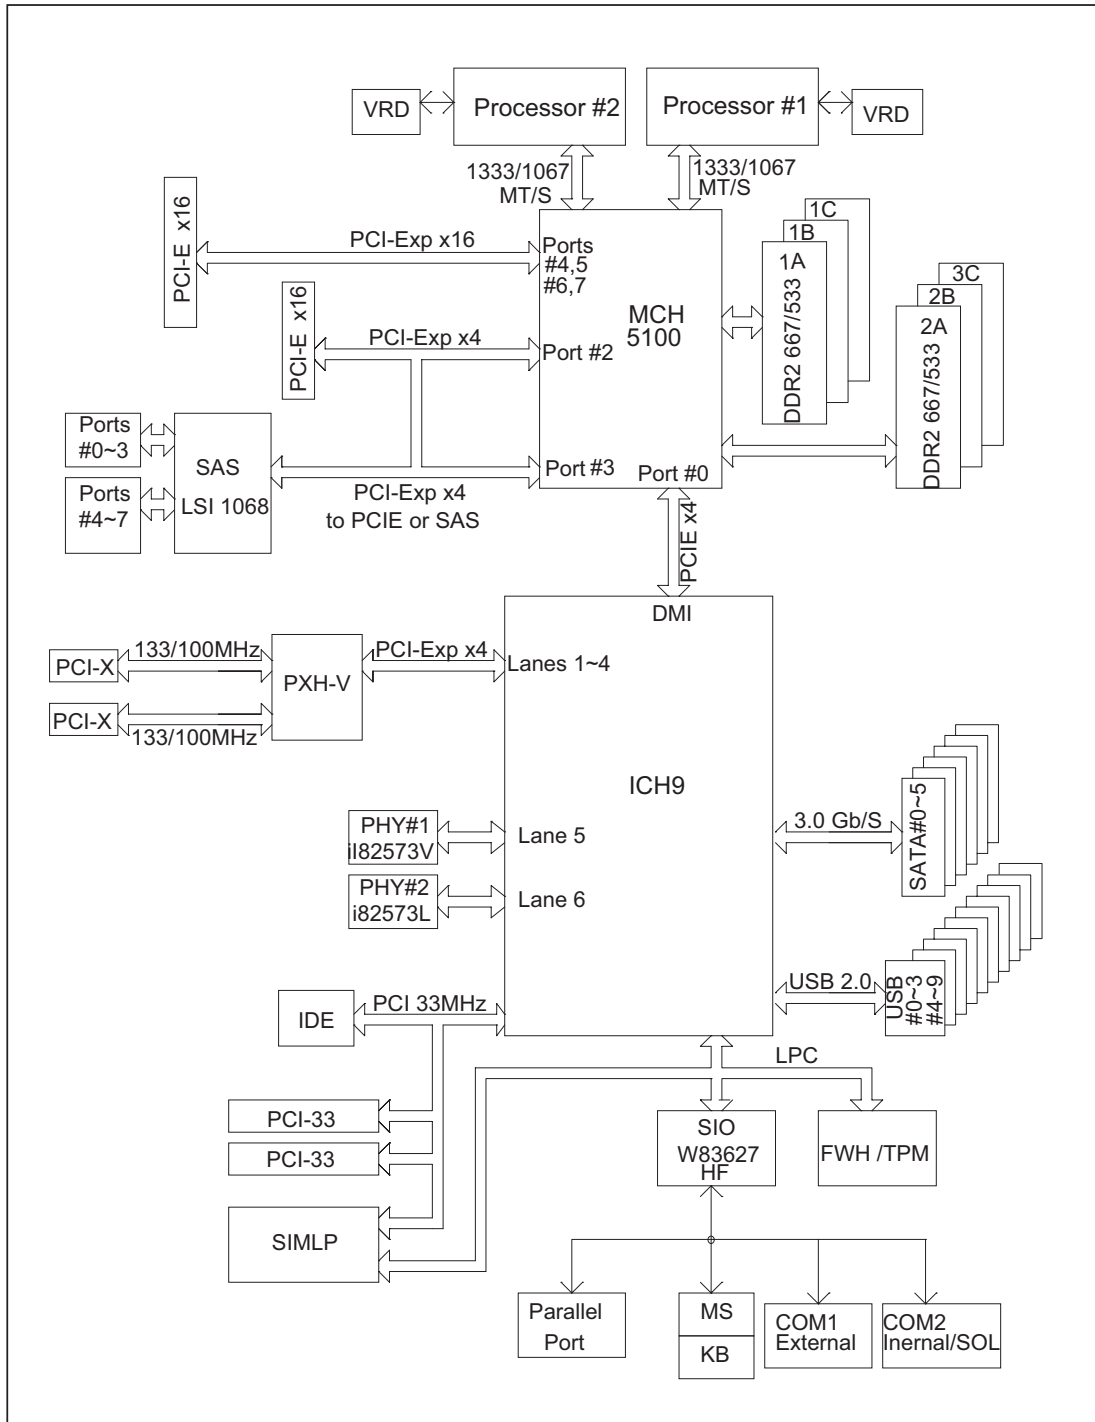 VRD
Processor #2
Processor #1
VRD
1333/1067
MT/S
1333/1067
MT/S
PCI-E x16
PCI-Exp x16
Ports
#4,5
#6,7
MCH
5100
1C
1B
1A
DDR2 667/533
3C
2B
2A
DDR2 667/533
PCI-E x16
PCI-Exp x4
Port #2
Ports
#0~3
Ports
#4~7
SAS
LSI 1068
PCI-Exp x4
to PCIE or SAS
Port #3
Port #0
PCIE x4
DMI
PCI-X
133/100MHz
PCI-X
133/100MHz
PXH-V
PCI-Exp x4
Lanes 1~4
ICH9
PHY#1
iI82573V
Lane 5
PHY#2
i82573L
Lane 6
3.0 Gb/S
SATA#0~5
USB 2.0
USB
#0~3
#4~9
IDE
PCI 33MHz
LPC
PCI-33
PCI-33
SIMLP
SIO
W83627
HF
FWH /TPM
Parallel
Port
MS
KB
COM1
External
COM2
Inernal/SOL